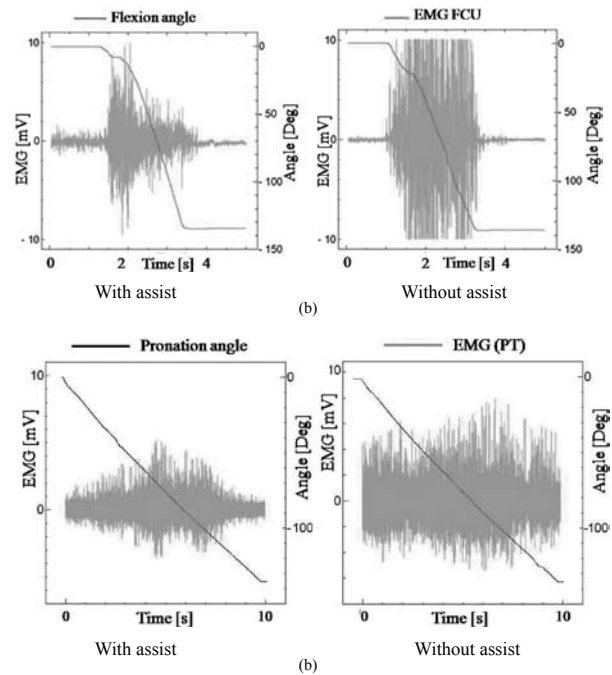 Flexion angle
EMG FCU
10
0
EMG [mV]
0
- 10
0
- 50
- 100
- 150
Angle [Deg]
0
2
4
Time [s]
With assist
10
0
EMG [mV]
0
- 10
0
- 50
- 100
- 150
Angle [Deg]
0
2
4
Time [s]
Without assist
(b)
Pronation angle
EMG (PT)
10
0
EMG [mV]
0
-100
Angle [Deg]
0
Time [s]
10
With assist
10
0
EMG [mV]
0
-100
Angle [Deg]
0
Time [s]
10
Without assist
(b)